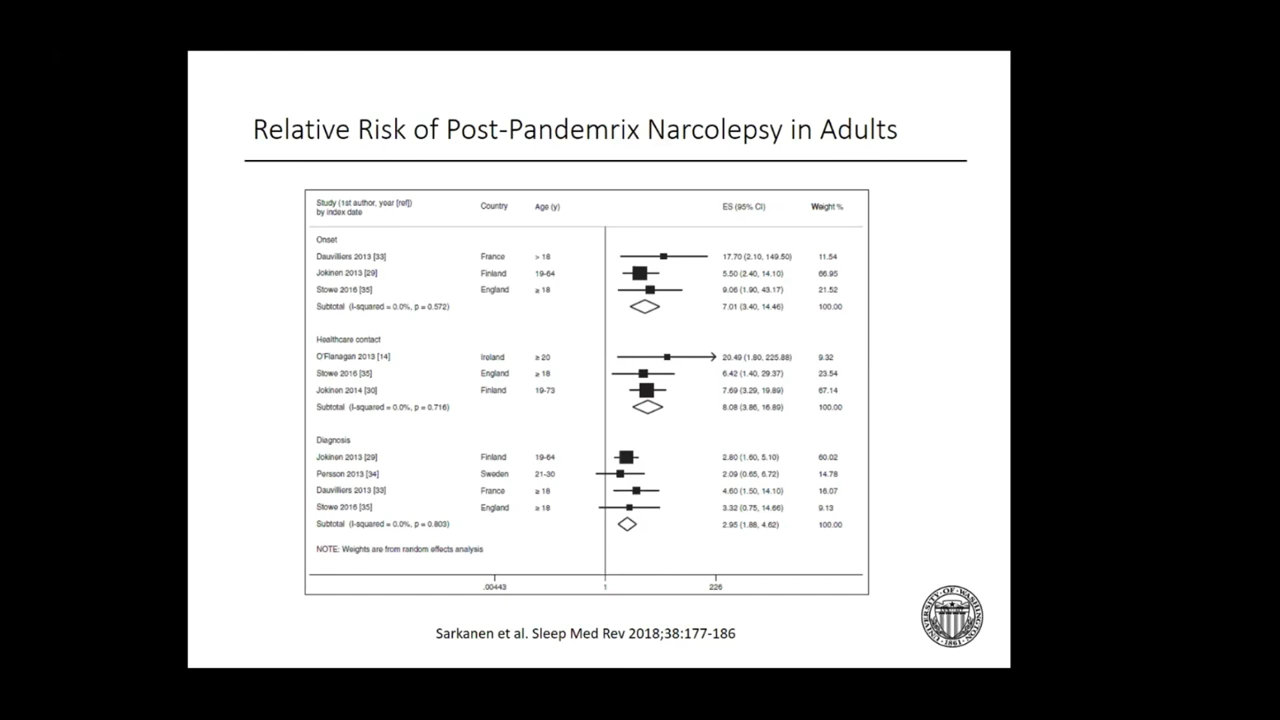 Relative Risk of Post-Pandemrix Narcolepsy in Adults
Study (1st author, year [ref]) by index date Country Age (y) ES (95% CI) Weight %
Onset
Dauvilliers 2013 [33] France > 18 17.70 (2.10, 149.50) 11.54
Jokinen 2013 [29] Finland 19-64 5.50 (2.40, 14.10) 66.95
Stowe 2016 [35] England ≥ 18 9.06 (1.90, 43.17) 21.52
Subtotal (I-squared = 0.0%, p = 0.572) 7.01 (3.40, 14.46) 100.00
Healthcare contact
O'Flanagan 2013 [14] Ireland ≥ 20 20.49 (1.80, 225.88) 9.32
Stowe 2016 [35] England ≥ 18 6.42 (1.40, 29.37) 23.54
Jokinen 2014 [30] Finland 19-73 7.69 (3.29, 19.89) 67.14
Subtotal (I-squared = 0.0%, p = 0.716) 8.08 (3.86, 16.89) 100.00
Diagnosis
Jokinen 2013 [29] Finland 19-64 2.80 (1.60, 5.10) 60.02
Persson 2013 [34] Sweden 21-30 2.09 (0.65, 6.72) 14.78
Dauvilliers 2013 [33] France ≥ 18 4.60 (1.50, 14.10) 16.07
Stowe 2016 [35] England ≥ 18 3.32 (0.75, 14.66) 9.13
Subtotal (I-squared = 0.0%, p = 0.803) 2.95 (1.88, 4.62) 100.00
NOTE: Weights are from random effects analysis
.00443 1 226
Sarkanen et al. Sleep Med Rev 2018;38:177-186
UNIVERSITY OF WASHINGTON
1861